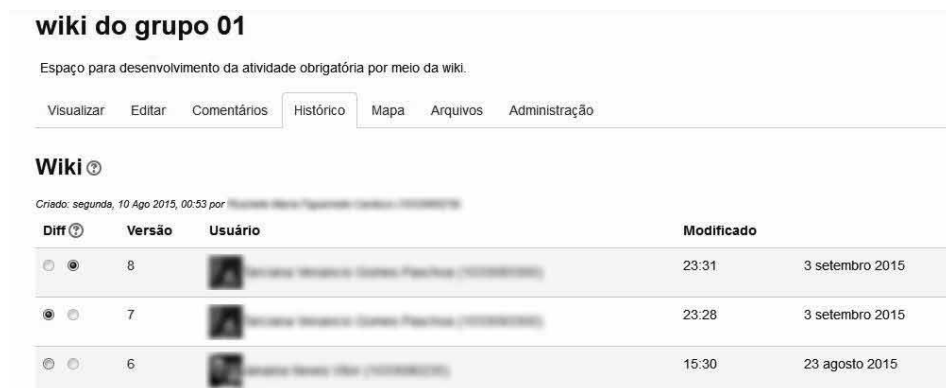 wiki do grupo 01
Espaço para desenvolvimento da atividade obrigatória por meio da wiki.
Visualizar Editar Comentários Histórico Mapa Arquivos Administração
Wiki
Criado: segunda, 10 Ago 2015, 00:53 por
Diff Versão Usuário Modificado
8 23:31 3 setembro 2015
7 23:28 3 setembro 2015
6 15:30 23 agosto 2015